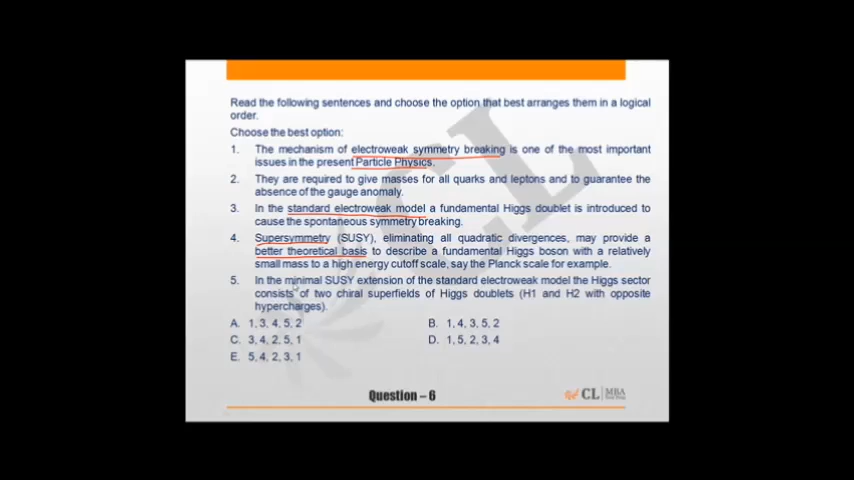 Read the following sentences and choose the option that best arranges them in a logical
order.
Choose the best option:
1. The mechanism of electroweak symmetry breaking is one of the most important
issues in the present Particle Physics.
2. They are required to give masses for all quarks and leptons and to guarantee the
absence of the gauge anomaly.
3. In the standard electroweak model a fundamental Higgs doublet is introduced to
cause the spontaneous symmetry breaking.
4. Supersymmetry (SUSY), eliminating all quadratic divergences, may provide a
better theoretical basis to describe a fundamental Higgs boson with a relatively
small mass to a high energy cutoff scale, say the Planck scale for example.
5. In the minimal SUSY extension of the standard electroweak model the Higgs sector
consists of two chiral superfields of Higgs doublets (H1 and H2 with opposite
hypercharges).
A. 1, 3, 4, 5, 2 B. 1, 4, 3, 5, 2
C. 3, 4, 2, 5, 1 D. 1, 5, 2, 3, 4
E. 5, 4, 2, 3, 1
Question – 6
CL MBA
CL